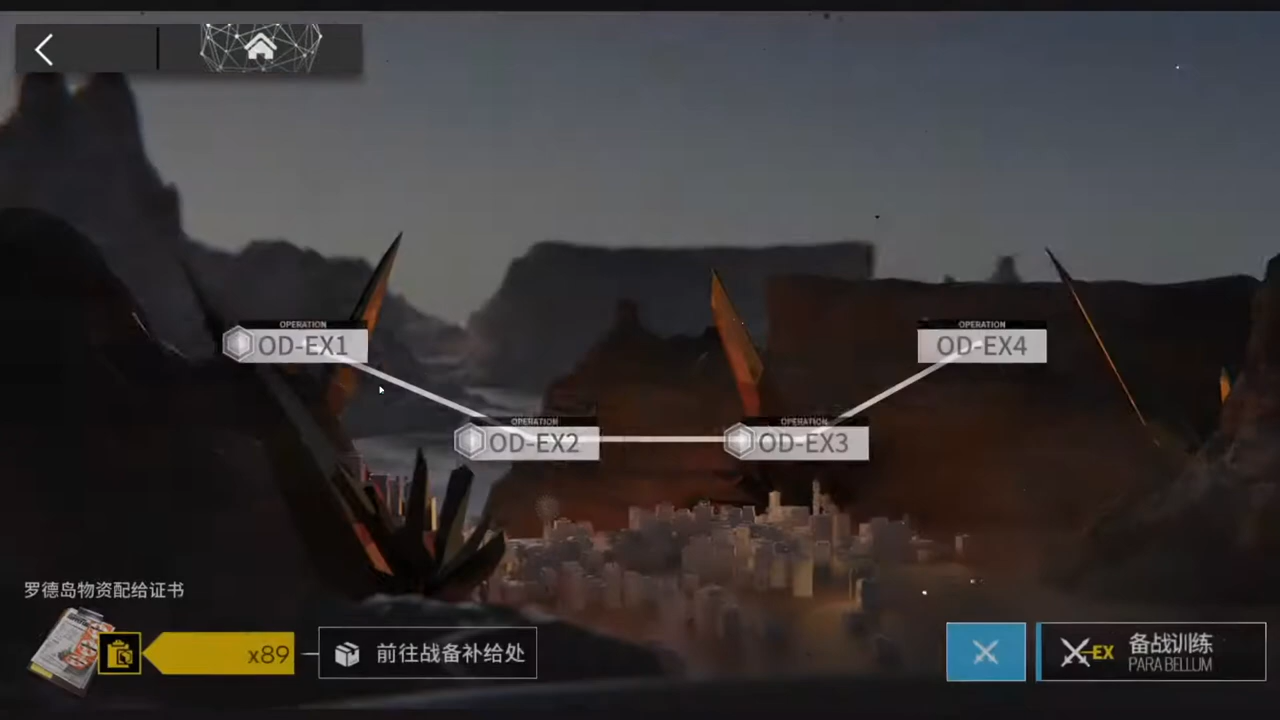 OPERATION
OD-EX1
OPERATION
OD-EX4
OPERATION
OD-EX2
OPERATION
OD-EX3
罗德岛物资配给证书
x89
前往战备补给处
EX
备战训练
PARA BELLUM